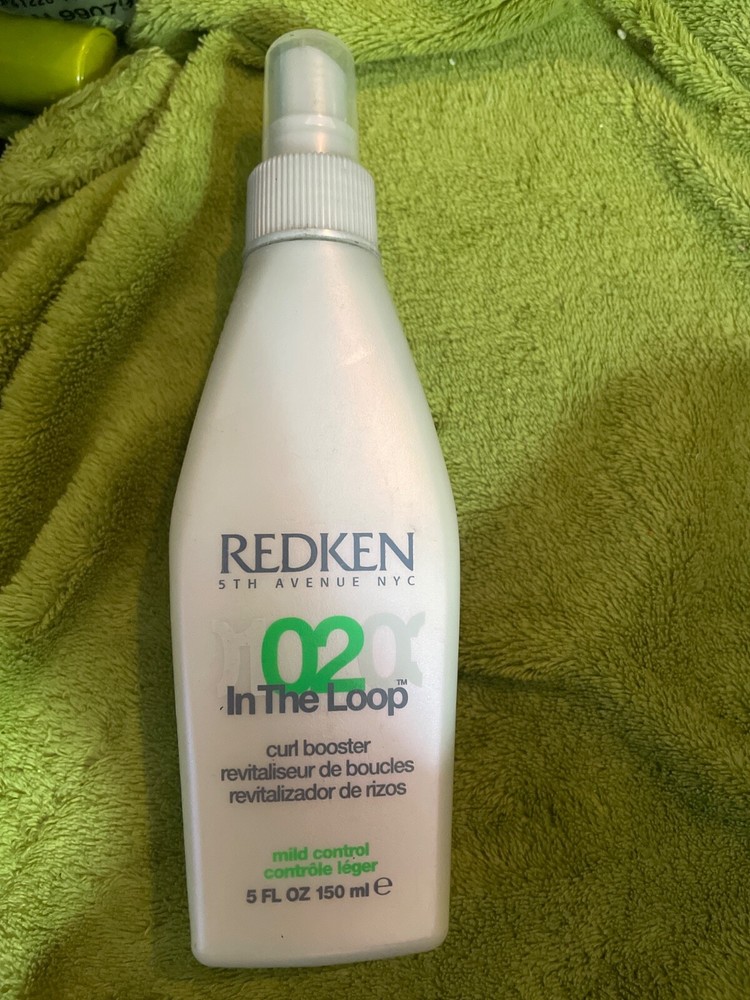 REDKEN
5TH AVENUE NYC
02
In The Loop™
curl booster
revitaliseur de boucles
revitalizador de rizos
mild control
contrôle léger
5 FL OZ 150 ml ℮